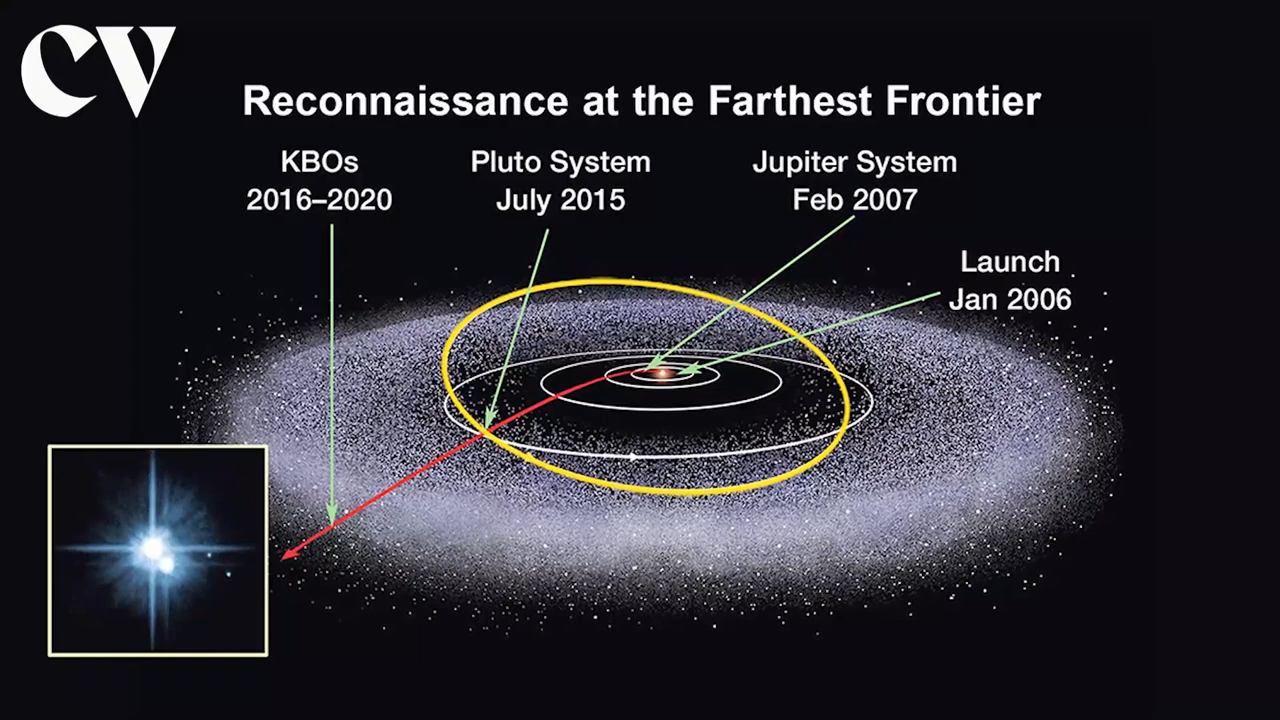 CV
Reconnaissance at the Farthest Frontier
KBOs
2016–2020
Pluto System
July 2015
Jupiter System
Feb 2007
Launch
Jan 2006